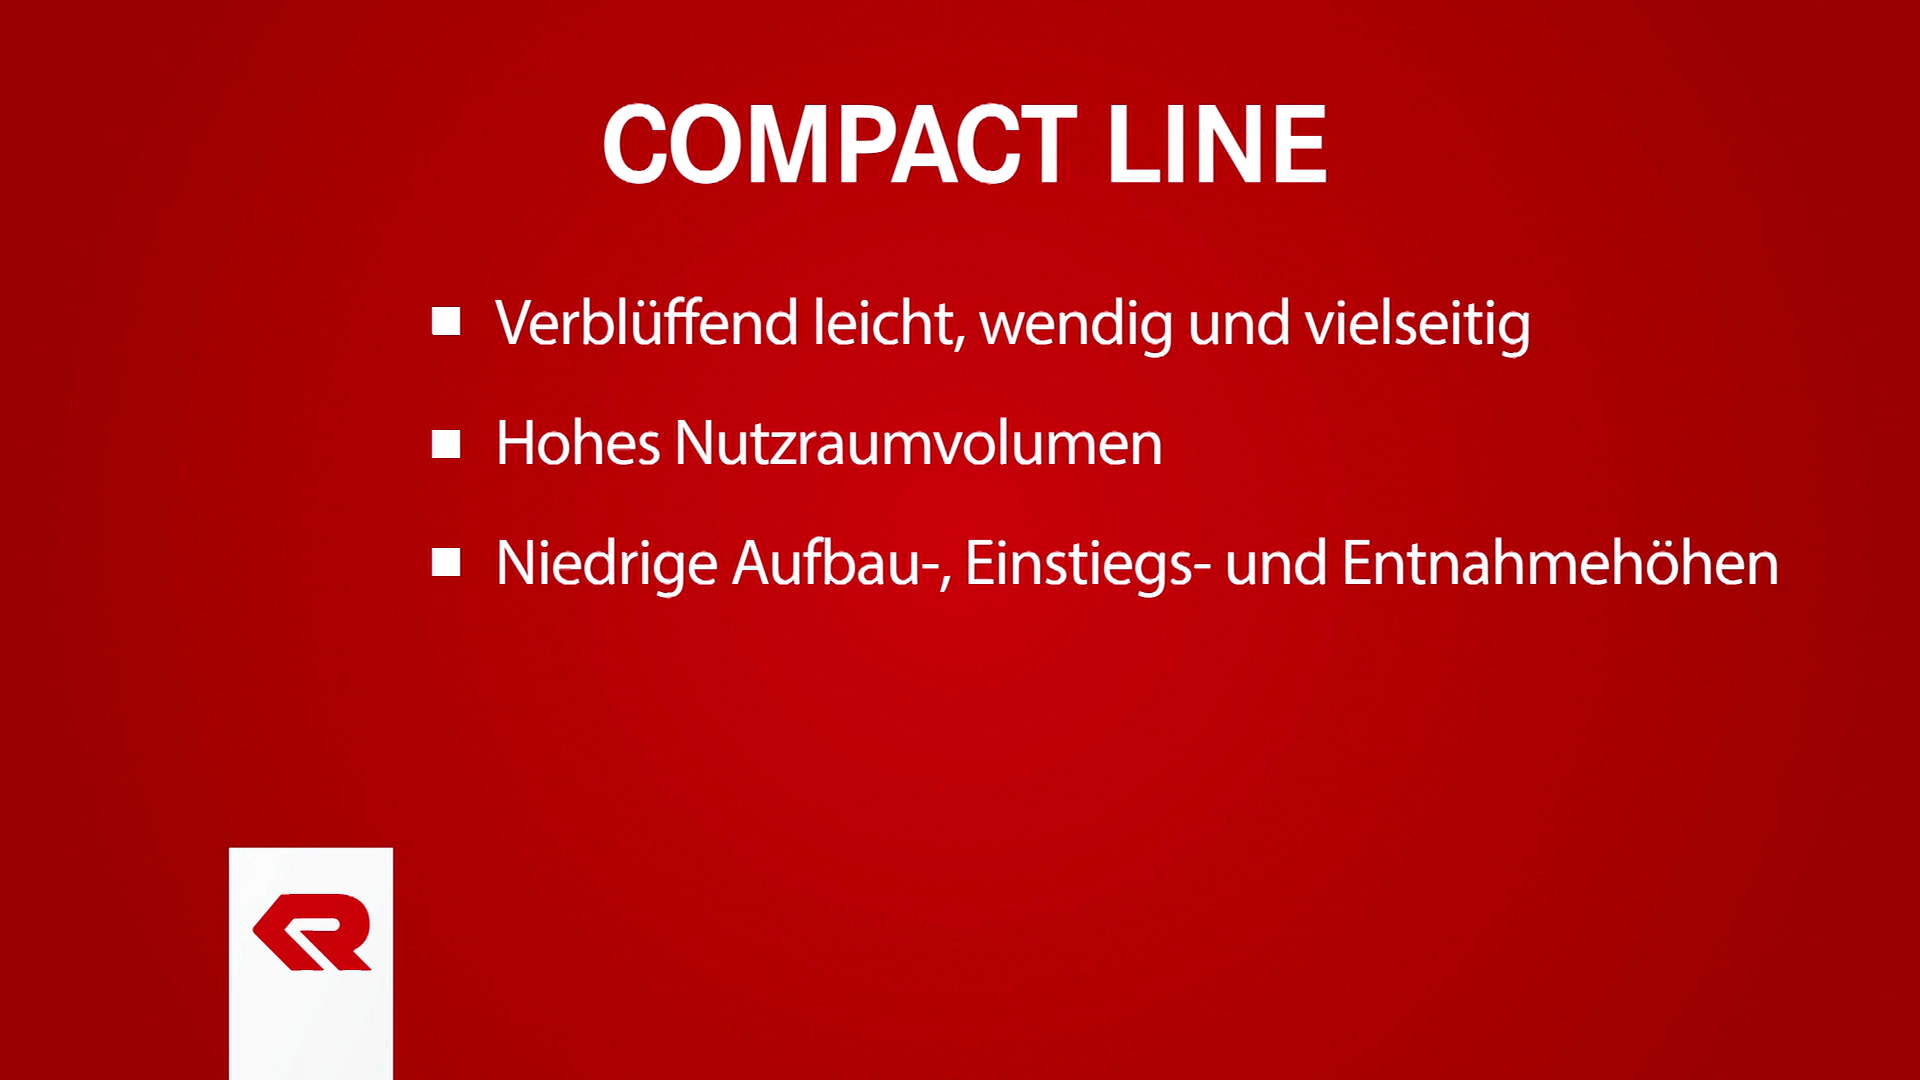 COMPACT LINE
Verblüffend leicht, wendig und vielseitig
Hohes Nutzraumvolumen
Niedrige Aufbau-, Einstiegs- und Entnahmehöhen
R